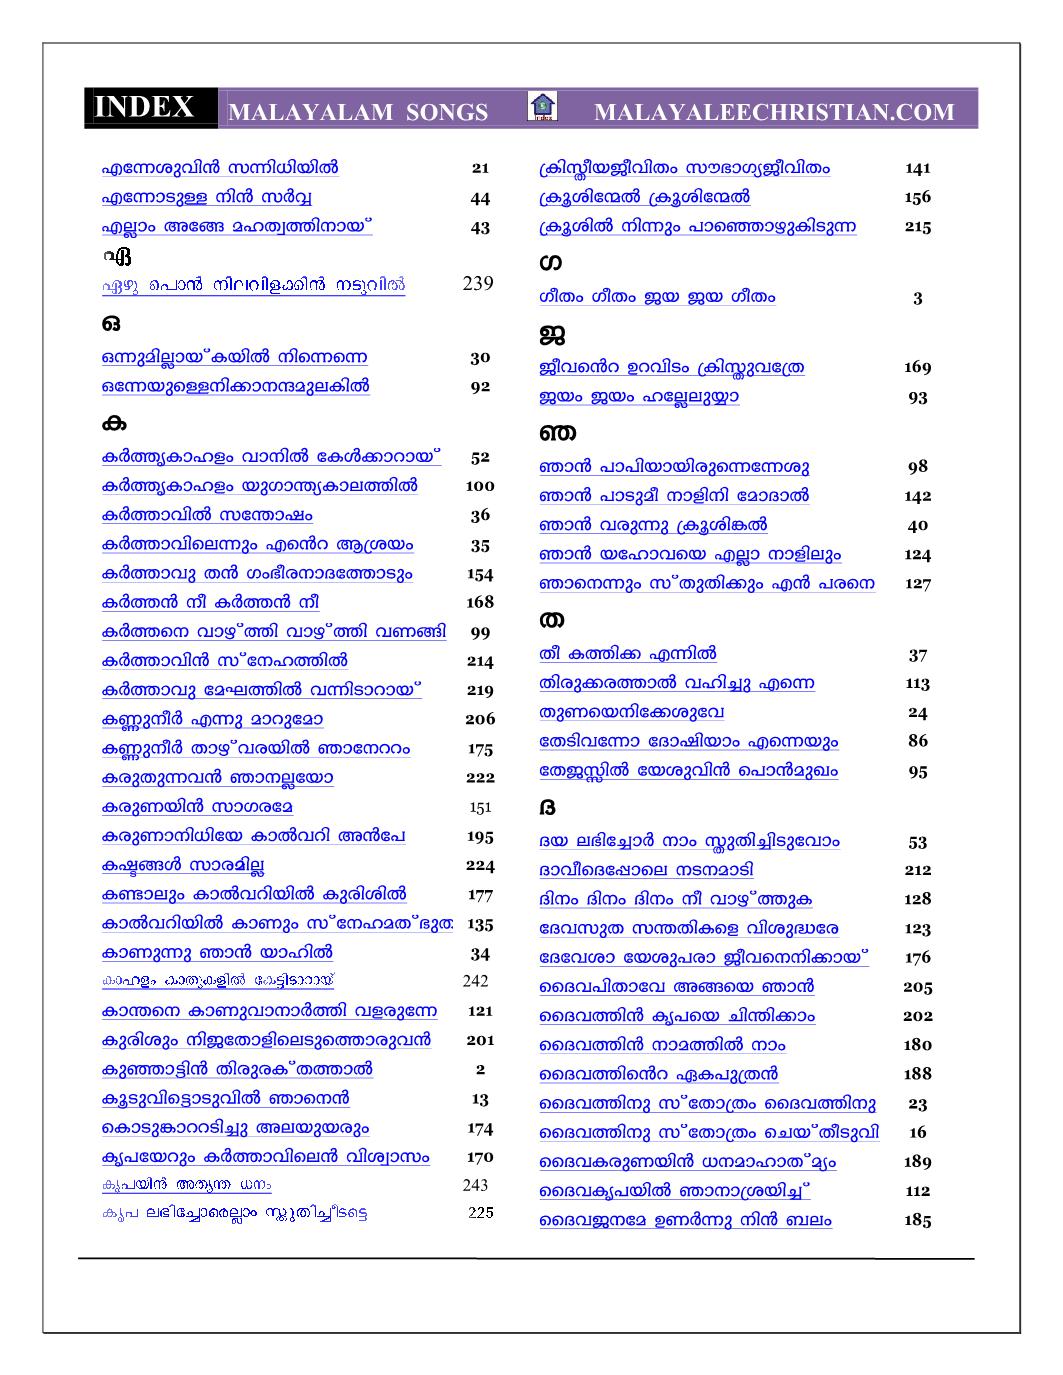 INDEX MALAYALAM SONGS MALAYALEECHRISTIAN.COM
എന്നേശുവിൻ സന്നിധിയിൽ 21
എന്നോടുള്ള നിൻ സർവ്വ 44
എല്ലാം അങ്ങേ മഹത്വത്തിനായ് 43
ഏ
ഏഴു പൊൻ നിലവിളക്കിൻ നടുവിൽ 239
ഒ
ഒന്നുമില്ലായ്കയിൽ നിന്നെന്നെ 30
ഒന്നേയുള്ളെനിക്കാനന്ദമുലകിൽ 92
ക
കർത്തൃകാഹളം വാനിൽ കേൾക്കാറായ് 52
കർത്തൃകാഹളം യുഗാന്ത്യകാലത്തിൽ 100
കർത്താവിൽ സന്തോഷം 36
കർത്താവിലെന്നും എൻെറ ആശ്രയം 35
കർത്താവു തൻ ഗംഭീരനാദത്തോടും 154
കർത്തൻ നീ കർത്തൻ നീ 168
കർത്തനെ വാഴ്ത്തി വാഴ്ത്തി വണങ്ങി 99
കർത്താവിൻ സ്നേഹത്തിൽ 214
കർത്താവു മേഘത്തിൽ വന്നിടാറായ് 219
കണ്ണുനീർ എന്നു മാറുമോ 206
കണ്ണുനീർ താഴ്വരയിൽ ഞാനേററം 175
കരുതുന്നവൻ ഞാനല്ലയോ 222
കരുണയിൻ സാഗരമേ 151
കരുണാനിധിയേ കാൽവറി അൻപേ 195
കഷ്ടങ്ങൾ സാരമില്ല 224
കണ്ടാലും കാൽവറിയിൽ കുരിശിൽ 177
കാൽവറിയിൽ കാണും സ്നേഹമത്ഭുത 135
കാണുന്നു ഞാൻ യാഹിൽ 34
കാഹളം കാതുകളിൽ കേട്ടിടാറായ് 242
കാന്തനെ കാണുവാനാർത്തി വളരുന്നേ 121
കുരിശും നിജതോളിലെടുത്തൊരുവൻ 201
കുഞ്ഞാട്ടിൻ തിരുരക്തത്താൽ 2
കൂടുവിട്ടൊടുവിൽ ഞാനെൻ 13
കൊടുങ്കാററടിച്ചു അലയുയരും 174
കൃപയേറും കർത്താവിലെൻ വിശ്വാസം 170
കൃപയിൻ അത്യന്ത ധനം 243
കൃപ ലഭിച്ചോരെല്ലാം സ്തുതിച്ചീടട്ടെ 225
ക്രിസ്തീയജീവിതം സൗഭാഗ്യജീവിതം 141
ക്രൂശിന്മേൽ ക്രൂശിന്മേൽ 156
ക്രൂശിൽ നിന്നും പാഞ്ഞൊഴുകിടുന്ന 215
ഗ
ഗീതം ഗീതം ജയ ജയ ഗീതം 3
ജ
ജീവൻെറ ഉറവിടം ക്രിസ്തുവത്രേ 169
ജയം ജയം ഹല്ലേലുയ്യാ 93
ഞ
ഞാൻ പാപിയായിരുന്നെന്നേശു 98
ഞാൻ പാടുമീ നാളിനി മോദാൽ 142
ഞാൻ വരുന്നു ക്രൂശിങ്കൽ 40
ഞാൻ യഹോവയെ എല്ലാ നാളിലും 124
ഞാനെന്നും സ്തുതിക്കും എൻ പരനെ 127
ത
തീ കത്തിക്ക എന്നിൽ 37
തിരുക്കരത്താൽ വഹിച്ചു എന്നെ 113
തുണയെനിക്കേശുവേ 24
തേടിവന്നോ ദോഷിയാം എന്നെയും 86
തേജസ്സിൽ യേശുവിൻ പൊൻമുഖം 95
ദ
ദയ ലഭിച്ചോർ നാം സ്തുതിച്ചിടുവോം 53
ദാവീദെപ്പോലെ നടനമാടി 212
ദിനം ദിനം ദിനം നീ വാഴ്ത്തുക 128
ദേവസുത സന്തതികളെ വിശുദ്ധരേ 123
ദേവേശാ യേശുപരാ ജീവനെനിക്കായ് 176
ദൈവപിതാവേ അങ്ങയെ ഞാൻ 205
ദൈവത്തിൻ കൃപയെ ചിന്തിക്കാം 202
ദൈവത്തിൻ നാമത്തിൽ നാം 180
ദൈവത്തിൻെറ ഏകപുത്രൻ 188
ദൈവത്തിനു സ്തോത്രം ദൈവത്തിനു 23
ദൈവത്തിനു സ്തോത്രം ചെയ്തീടുവി 16
ദൈവകരുണയിൻ ധനമാഹാത്മ്യം 189
ദൈവകൃപയിൽ ഞാനാശ്രയിച്ച് 112
ദൈവജനമേ ഉണർന്നു നിൻ ബലം 185